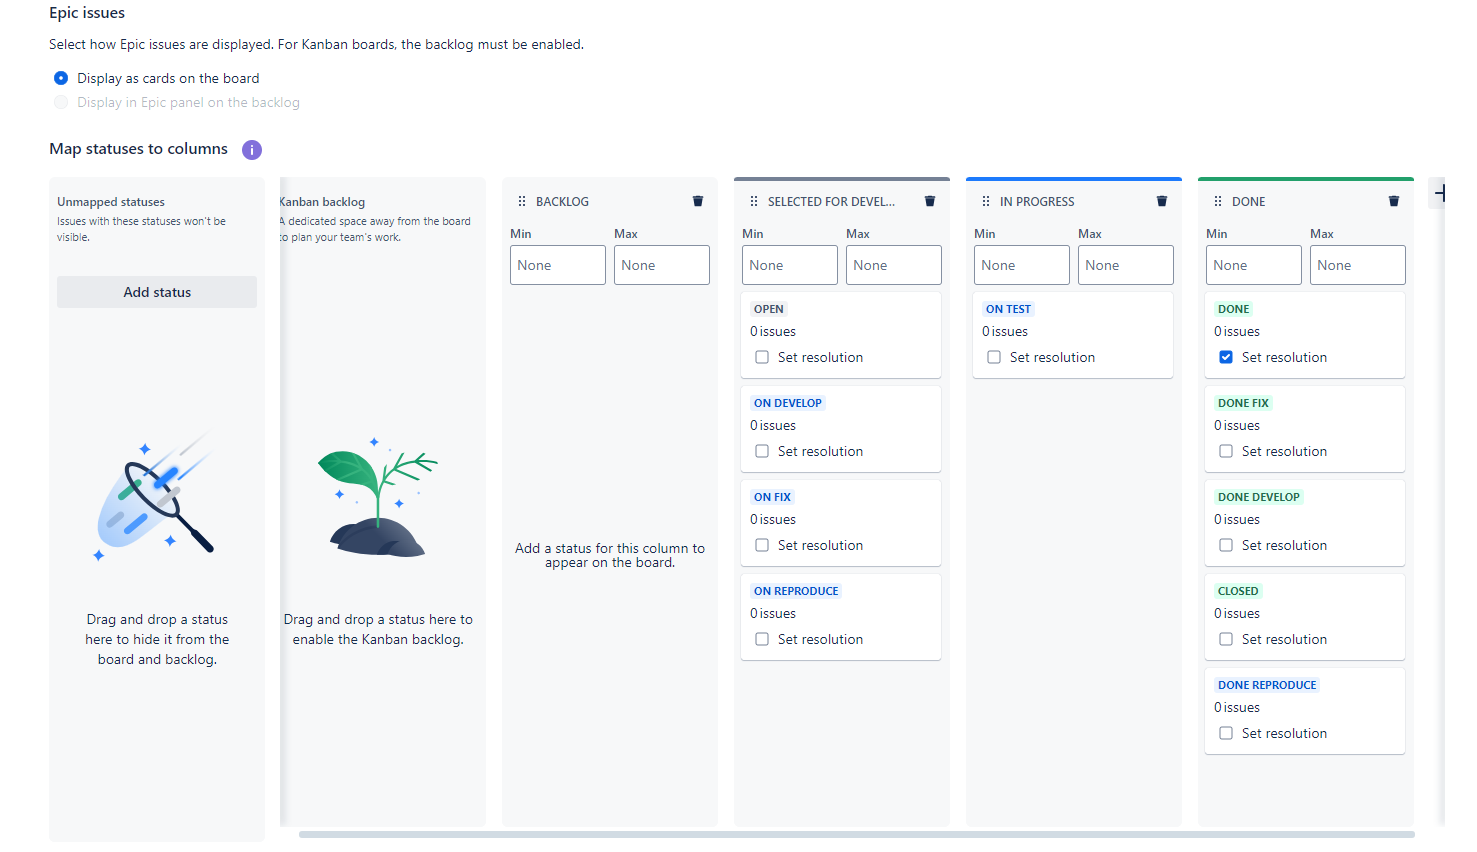 Epic issues
Select how Epic issues are displayed. For Kanban boards, the backlog must be enabled.
Display as cards on the board
Display in Epic panel on the backlog
Map statuses to columns i
Unmapped statuses
Issues with these statuses won't be
visible.
Add status
Drag and drop a status
here to hide it from the
board and backlog.
Kanban backlog
A dedicated space away from the board
to plan your team's work.
Drag and drop a status here to
enable the Kanban backlog.
BACKLOG
Min Max
None None
Add a status for this column to
appear on the board.
SELECTED FOR DEVEL...
Min Max
None None
OPEN
0 issues
Set resolution
ON DEVELOP
0 issues
Set resolution
ON FIX
0 issues
Set resolution
ON REPRODUCE
0 issues
Set resolution
IN PROGRESS
Min Max
None None
ON TEST
0 issues
Set resolution
DONE
Min Max
None None
DONE
0 issues
Set resolution
DONE FIX
0 issues
Set resolution
DONE DEVELOP
0 issues
Set resolution
CLOSED
0 issues
Set resolution
DONE REPRODUCE
0 issues
Set resolution